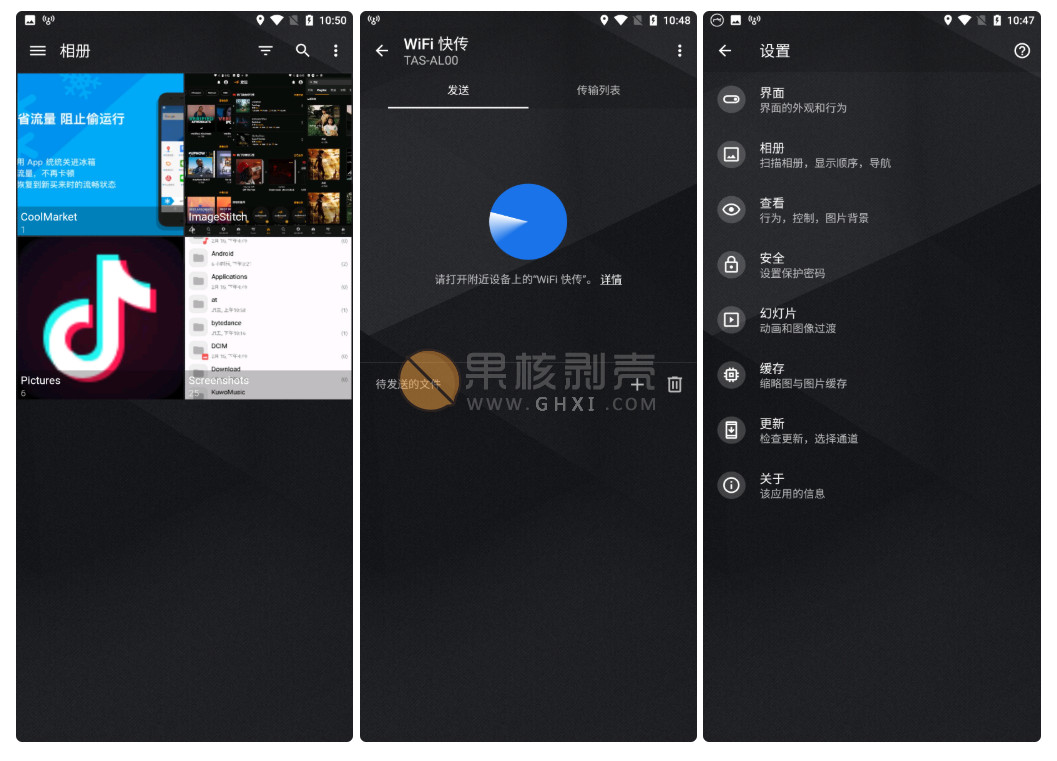 10:50
相册
省流量 阻止偷运行
用 App 统统关进冰箱
流量，不再卡顿
恢复到新买来时的流畅状态
CoolMarket
1
ImageStitch
Pictures
6
Android
Applications
at
bytedance
DCIM
Download
Screenshots
KuwoMusic
10:48
WiFi 快传
TAS-AL00
发送
传输列表
请打开附近设备上的“WiFi 快传”。 详情
待发送的文件
果核剥壳
WWW.GHXI.COM
10:47
设置
界面
界面的外观和行为
相册
扫描相册，显示顺序，导航
查看
行为，控制，图片背景
安全
设置保护密码
幻灯片
动画和图像过渡
缓存
缩略图与图片缓存
更新
检查更新，选择通道
关于
该应用的信息